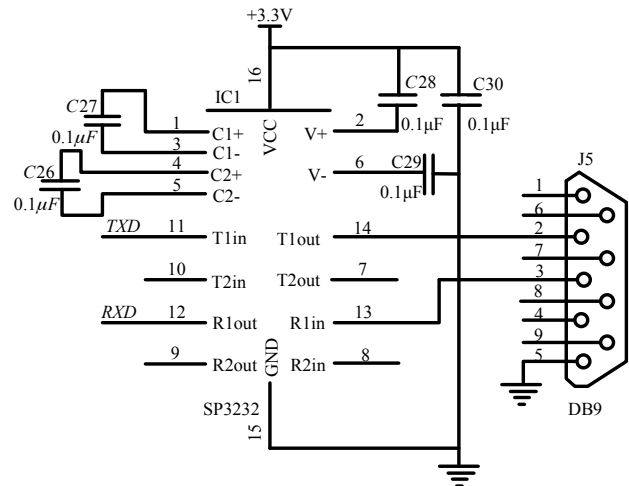 +3.3V
16
IC1
C28
C30
C27
1
C1+
VCC
V+
2
0.1µF
0.1µF
0.1µF
3
C1-
J5
C26
4
C2+
V-
6
C29
0.1µF
5
C2-
0.1µF
1
6
TXD
11
T1in
T1out
14
2
7
10
T2in
T2out
7
3
8
RXD
12
R1out
R1in
13
4
9
9
R2out
GND
R2in
8
5
SP3232
15
DB9